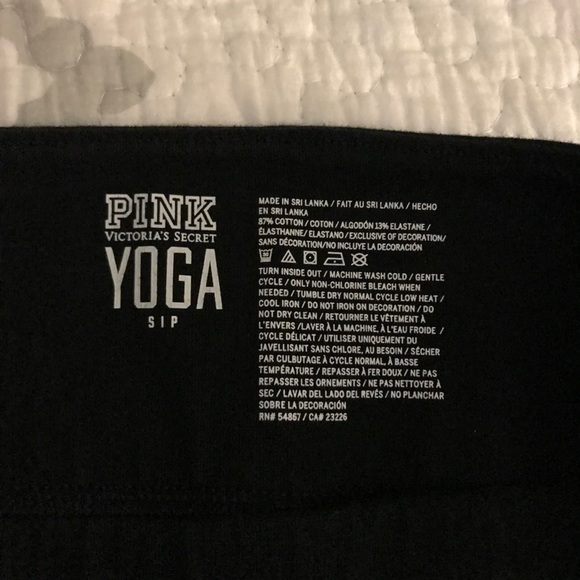 PINK
VICTORIA'S SECRET
YOGA
S I P
MADE IN SRI LANKA / FAIT AU SRI LANKA / HECHO
EN SRI LANKA
87% COTTON / COTON / ALGODÓN 13% ELASTANE /
ÉLASTHANNE / ELASTANO / EXCLUSIVE OF DECORATION/
SANS DÉCORATION/NO INCLUYE LA DECORACIÓN
TURN INSIDE OUT / MACHINE WASH COLD / GENTLE
CYCLE / ONLY NON-CHLORINE BLEACH WHEN
NEEDED / TUMBLE DRY NORMAL CYCLE LOW HEAT /
COOL IRON / DO NOT IRON ON DECORATION / DO
NOT DRY CLEAN / RETOURNER LE VÊTEMENT À
L'ENVERS /LAVER À LA MACHINE, À L'EAU FROIDE /
CYCLE DÉLICAT / UTILISER UNIQUEMENT DU
JAVELLISANT SANS CHLORE, AU BESOIN / SÉCHER
PAR CULBUTAGE À CYCLE NORMAL, À BASSE
TEMPÉRATURE / REPASSER À FER DOUX / NE PAS
REPASSER LES ORNEMENTS / NE PAS NETTOYER À
SEC / LAVAR DEL LADO DEL REVÉS / NO PLANCHAR
SOBRE LA DECORACIÓN
RN# 54867 / CA# 23226